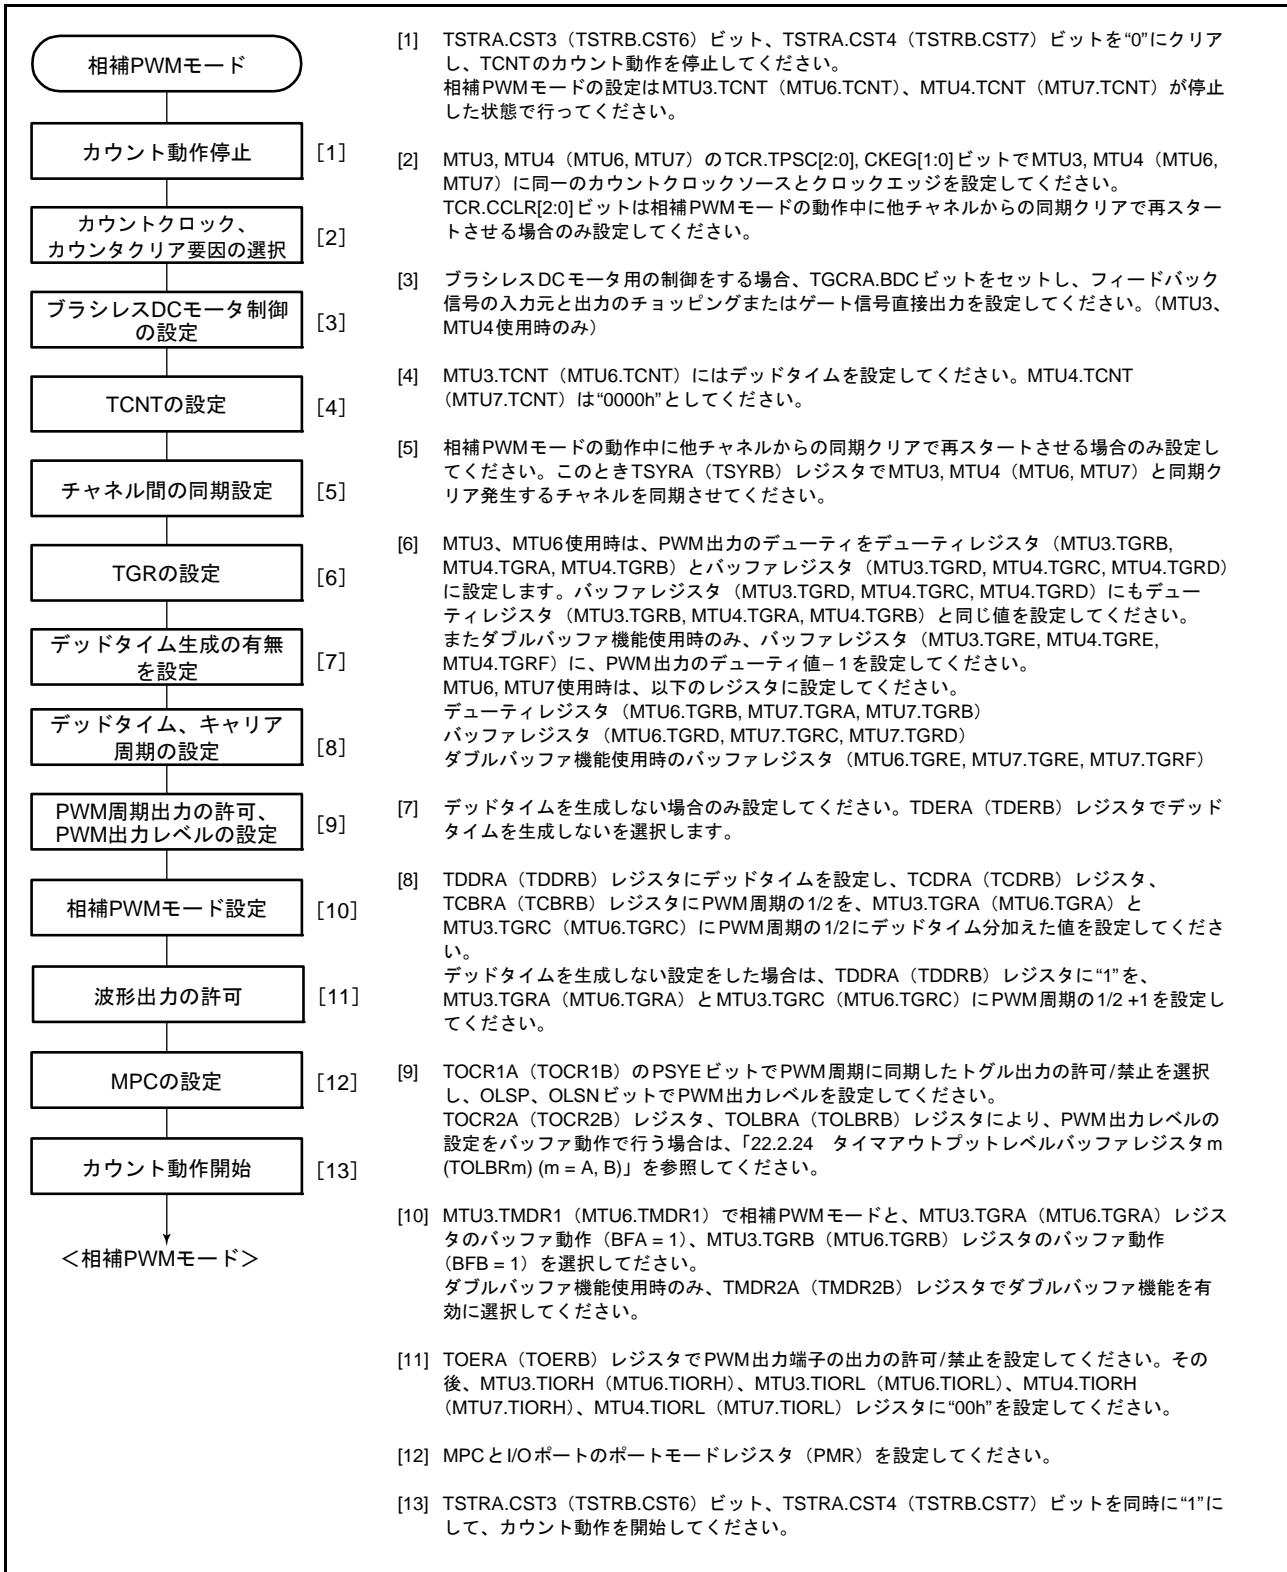 相補PWMモード
カウント動作停止 [1]
カウントクロック、
カウンタクリア要因の選択 [2]
ブラシレスDCモータ制御
の設定 [3]
TCNTの設定 [4]
チャネル間の同期設定 [5]
TGRの設定 [6]
デッドタイム生成の有無
を設定 [7]
デッドタイム、キャリア
周期の設定 [8]
PWM周期出力の許可、
PWM出力レベルの設定 [9]
相補PWMモード設定 [10]
波形出力の許可 [11]
MPCの設定 [12]
カウント動作開始 [13]
＜相補PWMモード＞
[1] TSTRA.CST3（TSTRB.CST6）ビット、TSTRA.CST4（TSTRB.CST7）ビットを“0”にクリア
し、TCNTのカウント動作を停止してください。
相補PWMモードの設定はMTU3.TCNT（MTU6.TCNT）、MTU4.TCNT（MTU7.TCNT）が停止
した状態で行ってください。
[2] MTU3, MTU4（MTU6, MTU7）のTCR.TPSC[2:0], CKEG[1:0]ビットでMTU3, MTU4（MTU6,
MTU7）に同一のカウントクロックソースとクロックエッジを設定してください。
TCR.CCLR[2:0]ビットは相補PWMモードの動作中に他チャネルからの同期クリアで再スター
トさせる場合のみ設定してください。
[3] ブラシレスDCモータ用の制御をする場合、TGCRA.BDCビットをセットし、フィードバック
信号の入力元と出力のチョッピングまたはゲート信号直接出力を設定してください。（MTU3、
MTU4使用時のみ）
[4] MTU3.TCNT（MTU6.TCNT）にはデッドタイムを設定してください。MTU4.TCNT
（MTU7.TCNT）は“0000h”としてください。
[5] 相補PWMモードの動作中に他チャネルからの同期クリアで再スタートさせる場合のみ設定し
てください。このときTSYRA（TSYRB）レジスタでMTU3, MTU4（MTU6, MTU7）と同期ク
リア発生するチャネルを同期させてください。
[6] MTU3、MTU6使用時は、PWM出力のデューティをデューティレジスタ（MTU3.TGRB,
MTU4.TGRA, MTU4.TGRB）とバッファレジスタ（MTU3.TGRD, MTU4.TGRC, MTU4.TGRD）
に設定します。バッファレジスタ（MTU3.TGRD, MTU4.TGRC, MTU4.TGRD）にもデュー
ティレジスタ（MTU3.TGRB, MTU4.TGRA, MTU4.TGRB）と同じ値を設定してください。
またダブルバッファ機能使用時のみ、バッファレジスタ（MTU3.TGRE, MTU4.TGRE,
MTU4.TGRF）に、PWM出力のデューティ値– 1を設定してください。
MTU6, MTU7使用時は、以下のレジスタに設定してください。
デューティレジスタ（MTU6.TGRB, MTU7.TGRA, MTU7.TGRB）
バッファレジスタ（MTU6.TGRD, MTU7.TGRC, MTU7.TGRD）
ダブルバッファ機能使用時のバッファレジスタ（MTU6.TGRE, MTU7.TGRE, MTU7.TGRF）
[7] デッドタイムを生成しない場合のみ設定してください。TDERA（TDERB）レジスタでデッド
タイムを生成しないを選択します。
[8] TDDRA（TDDRB）レジスタにデッドタイムを設定し、TCDRA（TCDRB）レジスタ、
TCBRA（TCBRB）レジスタにPWM周期の1/2を、MTU3.TGRA（MTU6.TGRA）と
MTU3.TGRC（MTU6.TGRC）にPWM周期の1/2にデッドタイム分加えた値を設定してくださ
い。
デッドタイムを生成しない設定をした場合は、TDDRA（TDDRB）レジスタに“1”を、
MTU3.TGRA（MTU6.TGRA）とMTU3.TGRC（MTU6.TGRC）にPWM周期の1/2 +1を設定し
てください。
[9] TOCR1A（TOCR1B）のPSYEビットでPWM周期に同期したトグル出力の許可/禁止を選択
し、OLSP、OLSNビットでPWM出力レベルを設定してください。
TOCR2A（TOCR2B）レジスタ、TOLBRA（TOLBRB）レジスタにより、PWM出力レベルの
設定をバッファ動作で行う場合は、「22.2.24　タイマアウトプットレベルバッファレジスタm
(TOLBRm) (m = A, B)」を参照してください。
[10] MTU3.TMDR1（MTU6.TMDR1）で相補PWMモードと、MTU3.TGRA（MTU6.TGRA）レジス
タのバッファ動作（BFA = 1）、MTU3.TGRB（MTU6.TGRB）レジスタのバッファ動作
（BFB = 1）を選択してださい。
ダブルバッファ機能使用時のみ、TMDR2A（TMDR2B）レジスタでダブルバッファ機能を有
効に選択してください。
[11] TOERA（TOERB）レジスタでPWM出力端子の出力の許可/禁止を設定してください。その
後、MTU3.TIORH（MTU6.TIORH）、MTU3.TIORL（MTU6.TIORL）、MTU4.TIORH
（MTU7.TIORH）、MTU4.TIORL（MTU7.TIORL）レジスタに“00h”を設定してください。
[12] MPCとI/Oポートのポートモードレジスタ（PMR）を設定してください。
[13] TSTRA.CST3（TSTRB.CST6）ビット、TSTRA.CST4（TSTRB.CST7）ビットを同時に“1”に
して、カウント動作を開始してください。